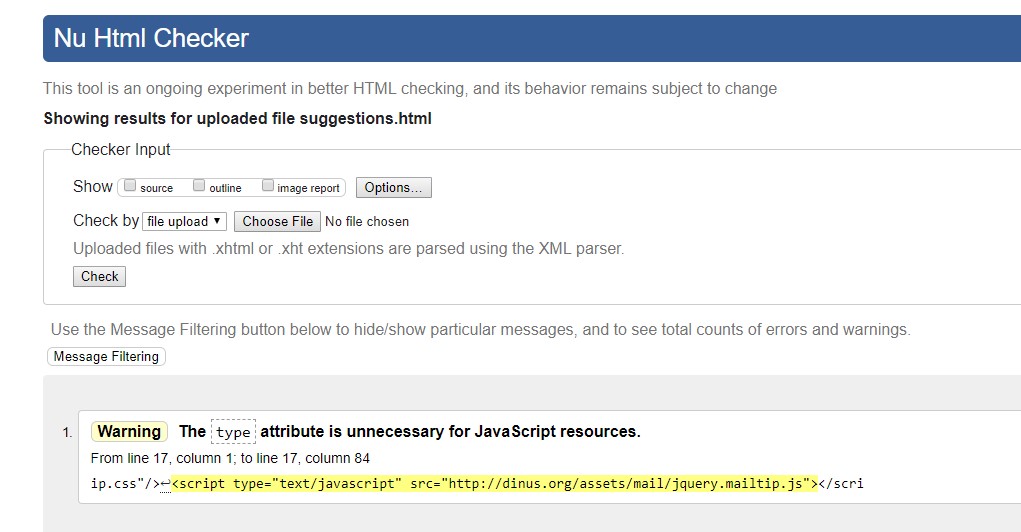 Nu Html Checker
This tool is an ongoing experiment in better HTML checking, and its behavior remains subject to change
Showing results for uploaded file suggestions.html
Checker Input
Show source outline image report Options...
Check by file upload ▼ Choose File No file chosen
Uploaded files with .xhtml or .xht extensions are parsed using the XML parser.
Check
Use the Message Filtering button below to hide/show particular messages, and to see total counts of errors and warnings.
Message Filtering
1. Warning The type attribute is unnecessary for JavaScript resources.
From line 17, column 1; to line 17, column 84
ip.css"/>↩<script type="text/javascript" src="http://dinus.org/assets/mail/jquery.mailtip.js"></scri